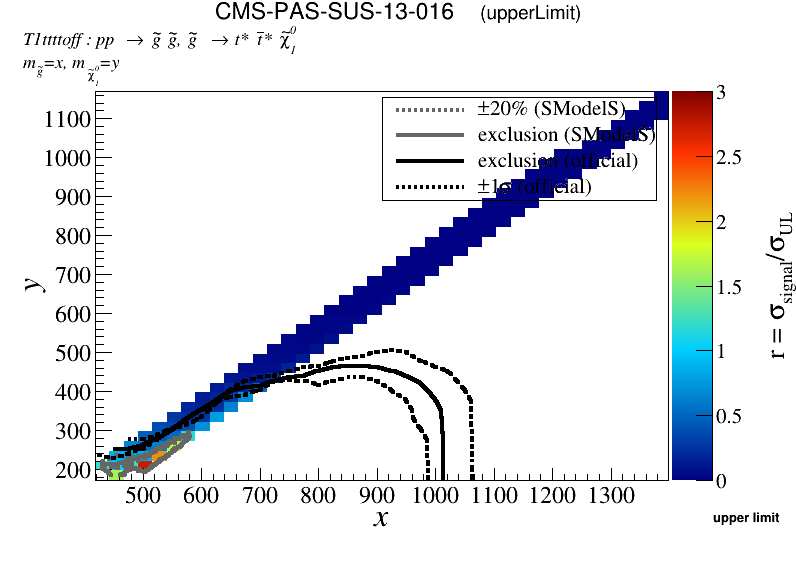 CMS-PAS-SUS-13-016 (upperLimit)
T1ttttoff : pp → g̃ g̃, g̃ → t* t̄* χ̃⁰₁
m_g̃=x, m_χ̃⁰₁=y
±20% (SModelS)
exclusion (SModelS)
exclusion (official)
±1σ (official)
1100
1000
900
800
700
600
500
400
300
200
y
500 600 700 800 900 1000 1100 1200 1300
x
3
2.5
2
1.5
1
0.5
0
r = σ_signal/σ_UL
upper limit